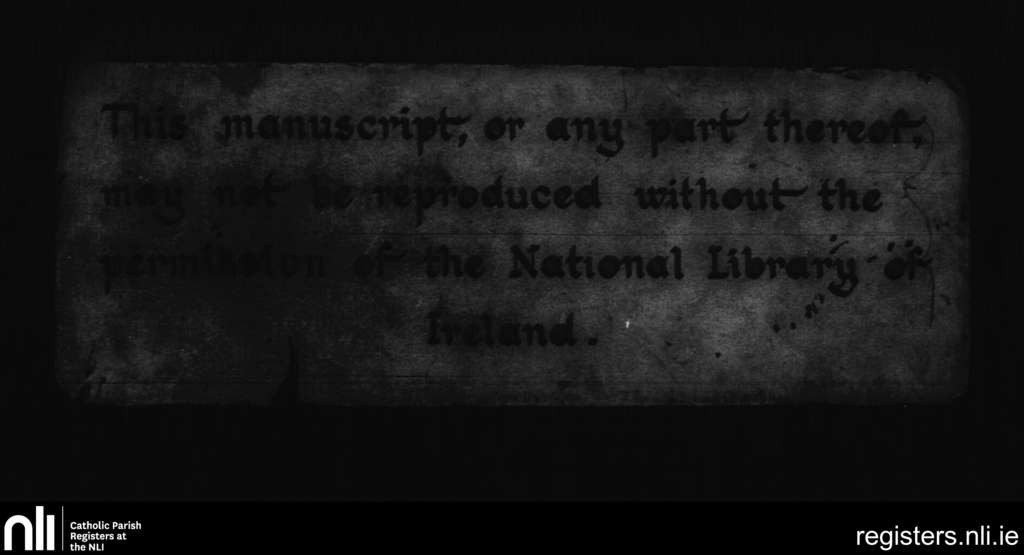 This manuscript, or any part thereof,
may not be reproduced without the
permission of the National Library of
Ireland.
nli
Catholic Parish
Registers at
the NLI
registers.nli.ie